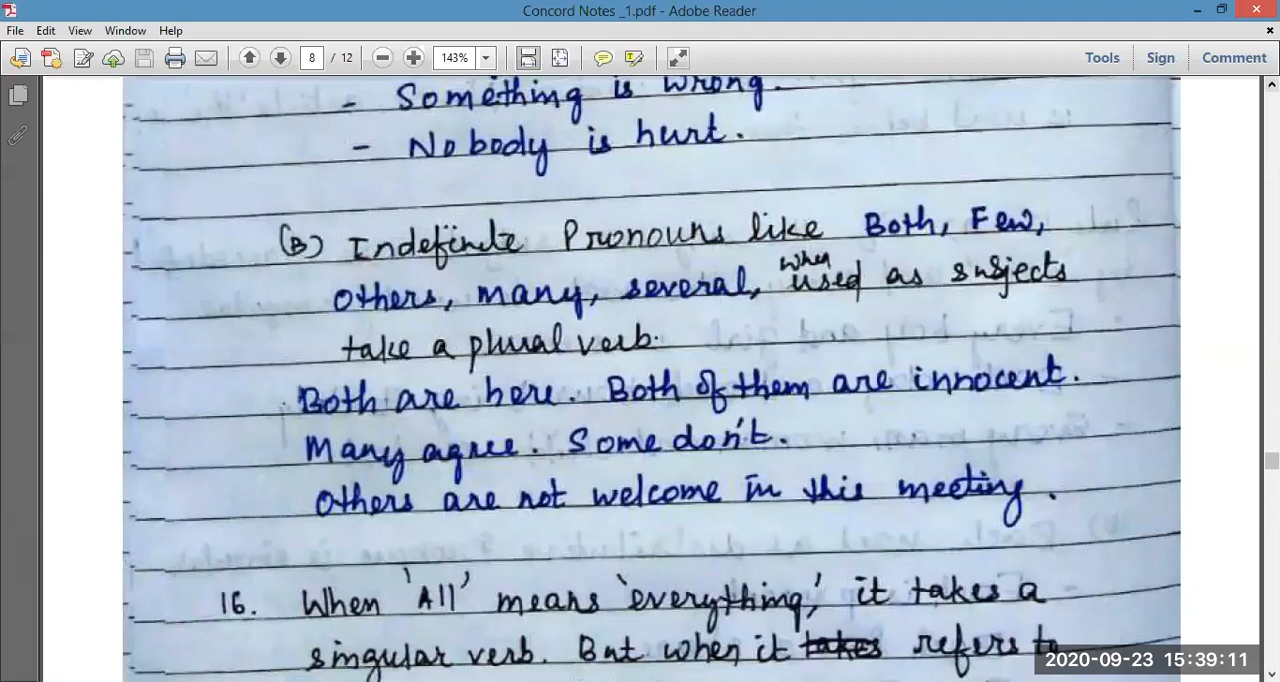 Concord Notes _1.pdf - Adobe Reader
File Edit View Window Help
8 / 12 143% Tools Sign Comment
- Something is wrong.
- Nobody is hurt.
(B) Indefinite Pronouns like Both, Few,
others, many, several, when used as subjects
take a plural verb.
Both are here. Both of them are innocent.
Many agree. Some don't.
Others are not welcome in this meeting.
16. When 'All' means 'everything,' it takes a
singular verb. But when it takes refers to
2020-09-23 15:39:11